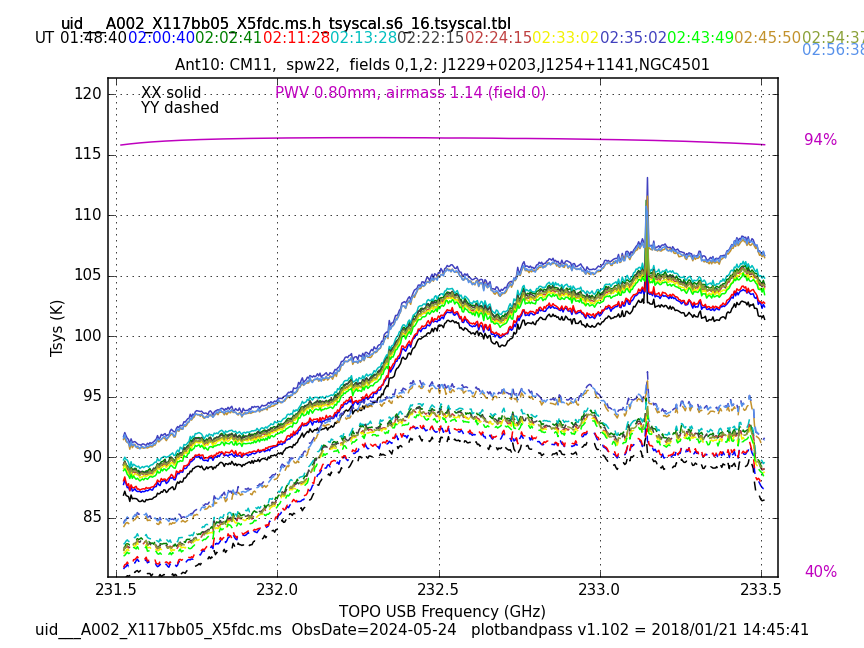 uid___A002_X117bb05_X5fdc.ms.h_tsyscal.s6_16.tsyscal.tbl
UT 01:48:40 02:00:40 02:02:41 02:11:28 02:13:28 02:22:15 02:24:15 02:33:02 02:35:02 02:43:49 02:45:50 02:54:37
02:56:38
Ant10: CM11, spw22, fields 0,1,2: J1229+0203,J1254+1141,NGC4501
XX solid
YY dashed
PWV 0.80mm, airmass 1.14 (field 0)
94%
40%
120
115
110
105
100
95
90
85
Tsys (K)
231.5 232.0 232.5 233.0 233.5
TOPO USB Frequency (GHz)
uid___A002_X117bb05_X5fdc.ms ObsDate=2024-05-24 plotbandpass v1.102 = 2018/01/21 14:45:41